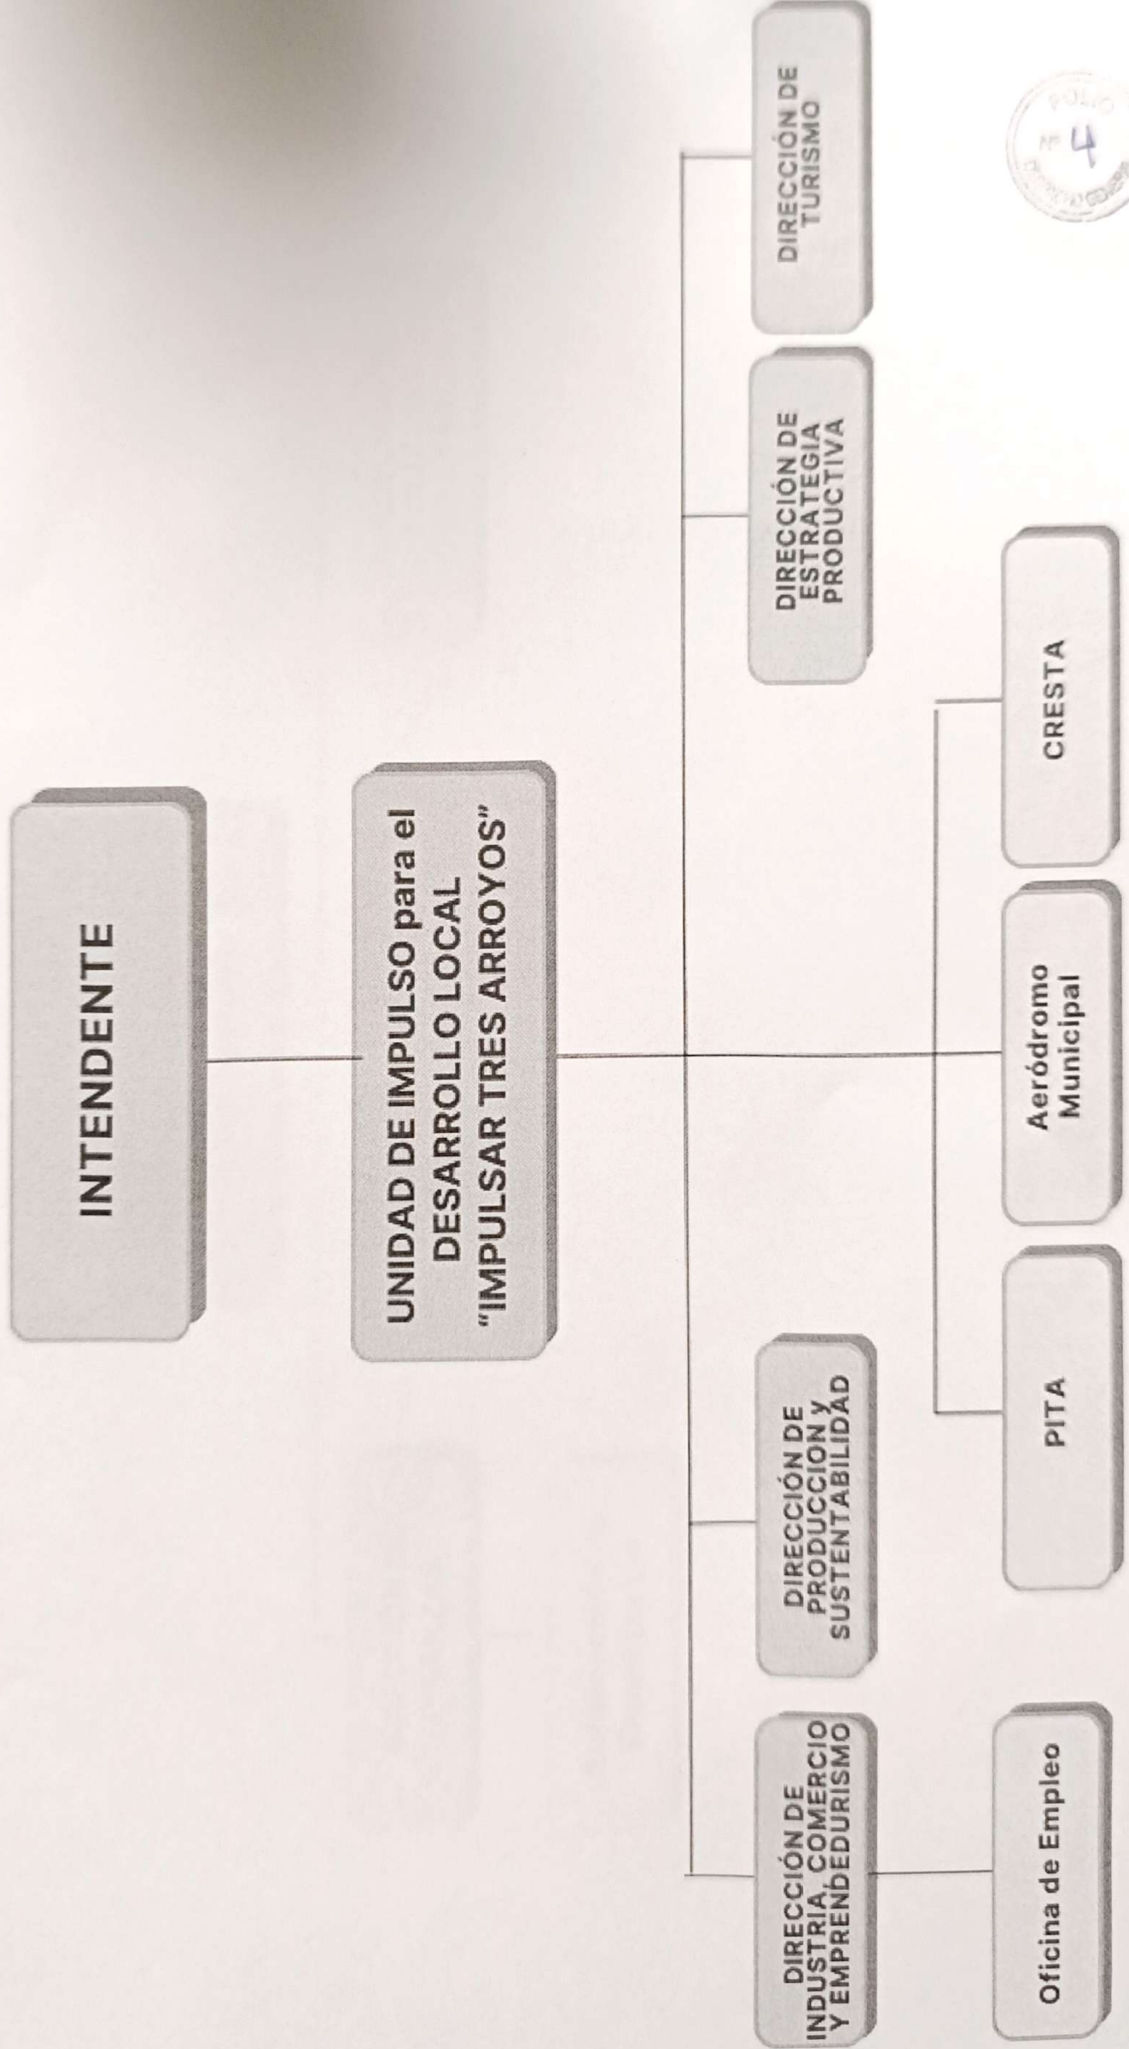 INTENDENTE
UNIDAD DE IMPULSO para el
DESARROLLO LOCAL
"IMPULSAR TRES ARROYOS"
DIRECCIÓN DE
INDUSTRIA, COMERCIO
Y EMPRENDEDURISMO
DIRECCIÓN DE
PRODUCCION y
SUSTENTABILIDAD
DIRECCIÓN DE
ESTRATEGIA
PRODUCTIVA
DIRECCIÓN DE
TURISMO
Oficina de Empleo
PITA
Aeródromo
Municipal
CRESTA
FOLIO
Nº 4